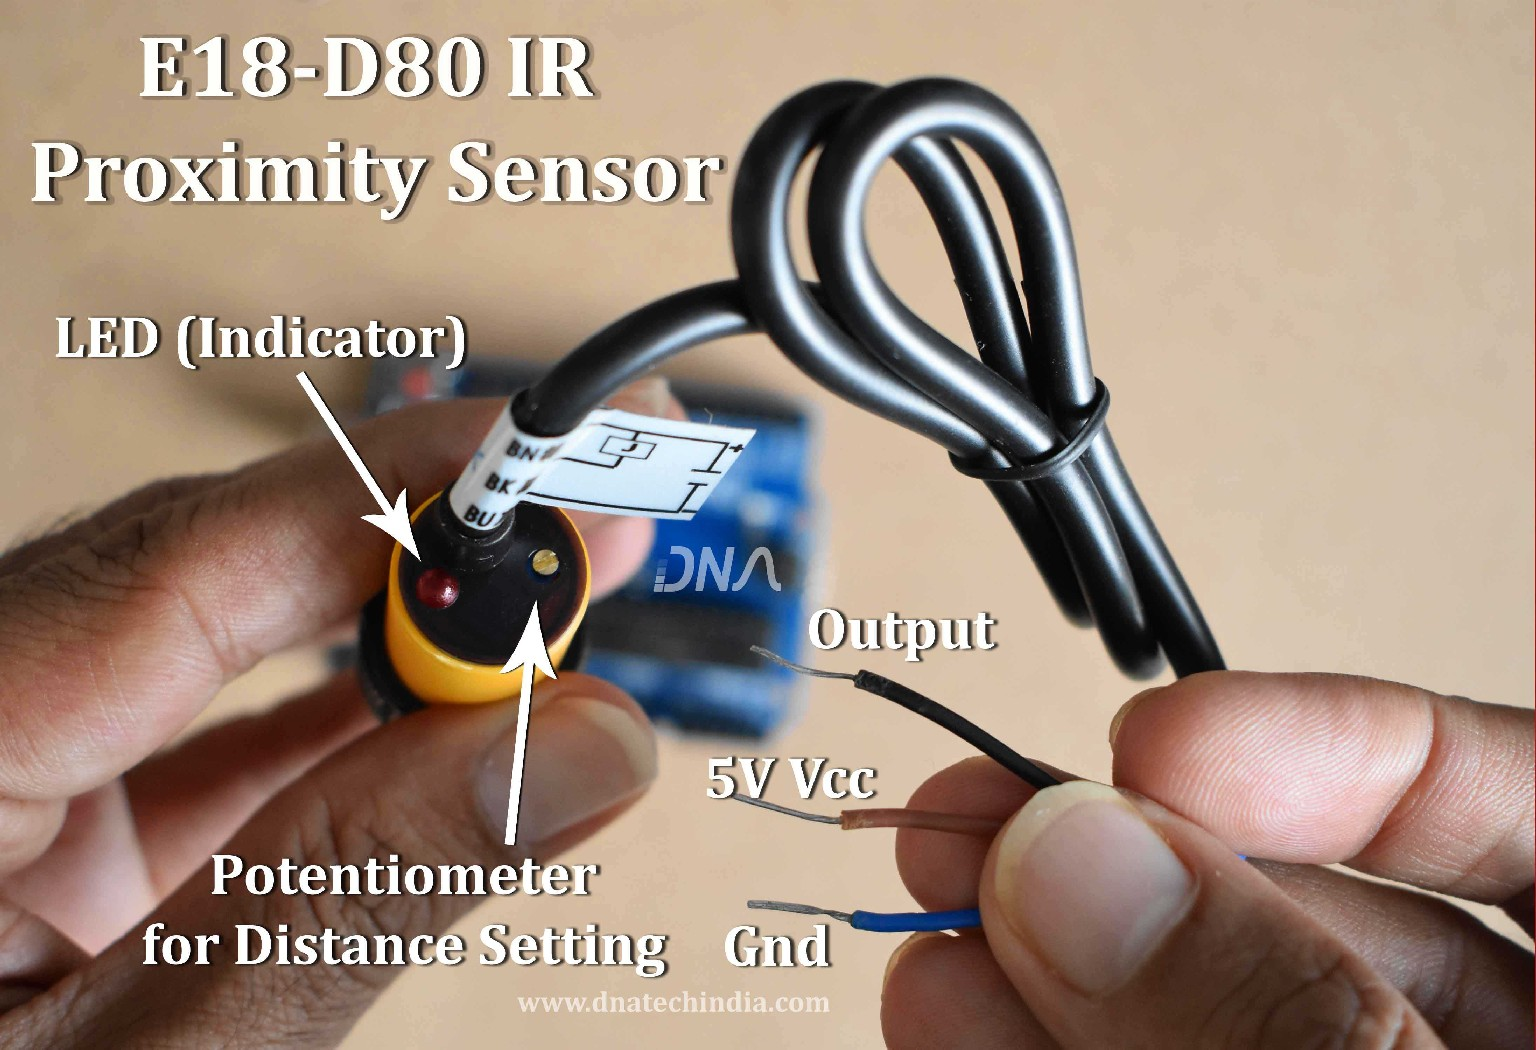 E18-D80 IR
Proximity Sensor
LED (Indicator)
BN
BK
BU
+
DNA
Output
5V Vcc
Gnd
Potentiometer
for Distance Setting
www.dnatechindia.com